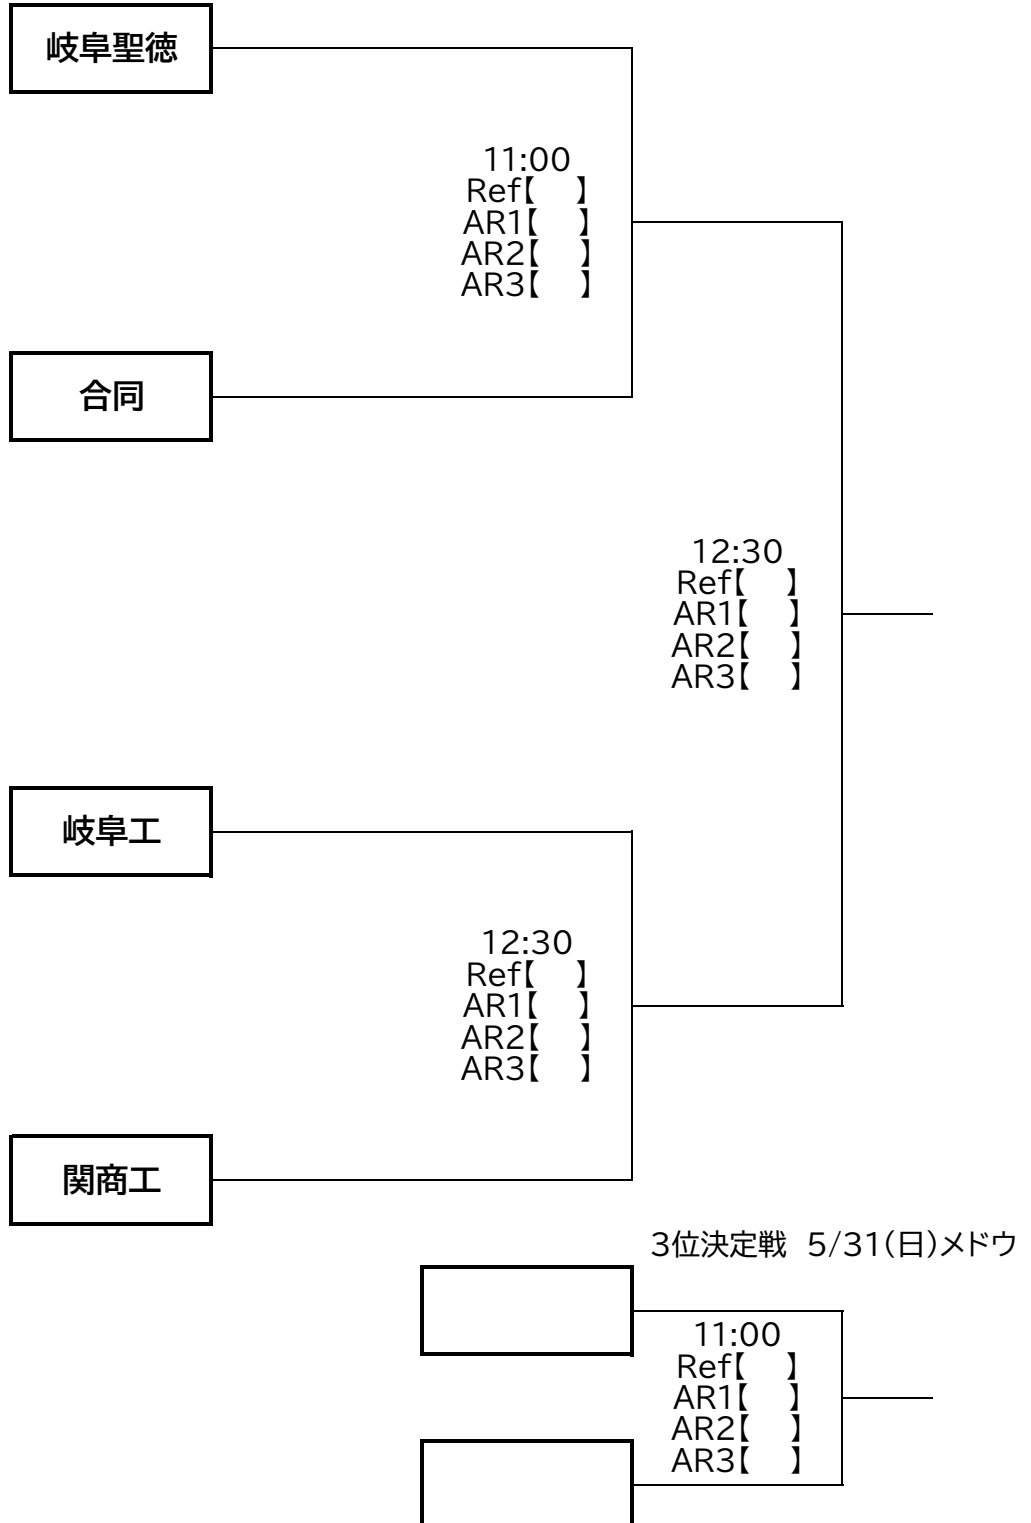 岐阜聖徳
11:00
Ref【　】
AR1【　】
AR2【　】
AR3【　】
合同
12:30
Ref【　】
AR1【　】
AR2【　】
AR3【　】
岐阜工
12:30
Ref【　】
AR1【　】
AR2【　】
AR3【　】
関商工
3位決定戦　5/31(日)メドウ
11:00
Ref【　】
AR1【　】
AR2【　】
AR3【　】